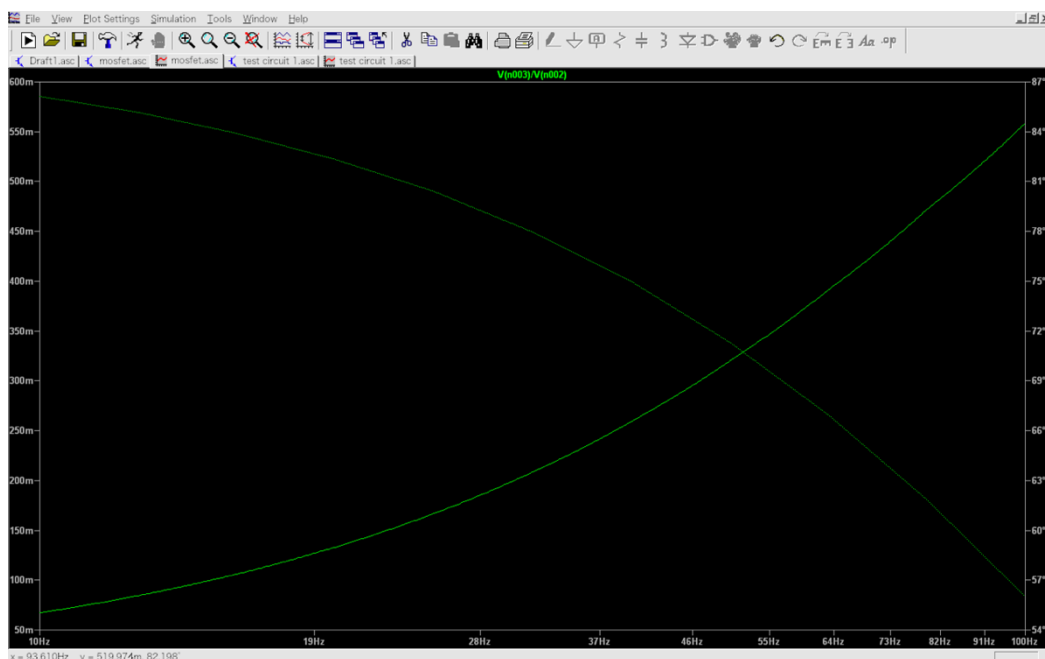 File View Plot Settings Simulation Tools Window Help
Draft1.asc mosfet.asc mosfet.asc test circuit 1.asc test circuit 1.asc
V(n003)/V(n002)
600m 87°
550m 84°
500m 81°
450m 78°
400m 75°
350m 72°
300m 69°
250m 66°
200m 63°
150m 60°
100m 57°
50m 54°
10Hz 19Hz 28Hz 37Hz 46Hz 55Hz 64Hz 73Hz 82Hz 91Hz 100Hz
x = 93.610Hz y = 519.974m, 82.198°